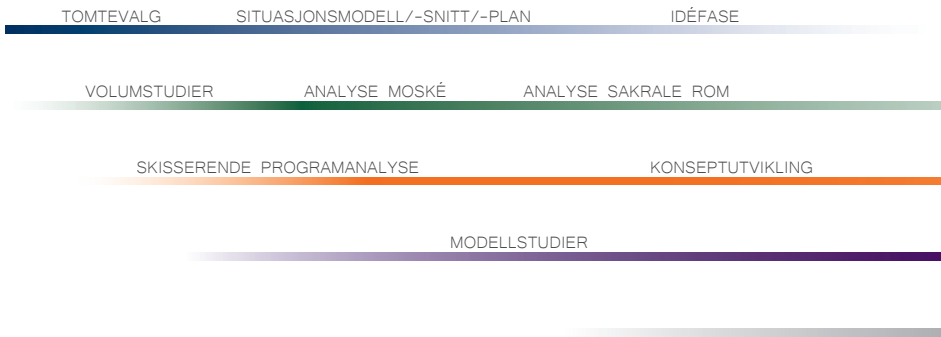 TOMTEVALG SITUASJONSMODELL/-SNITT/-PLAN IDÉFASE
VOLUMSTUDIER ANALYSE MOSKÉ ANALYSE SAKRALE ROM
SKISSERENDE PROGRAMANALYSE KONSEPTUTVIKLING
MODELLSTUDIER